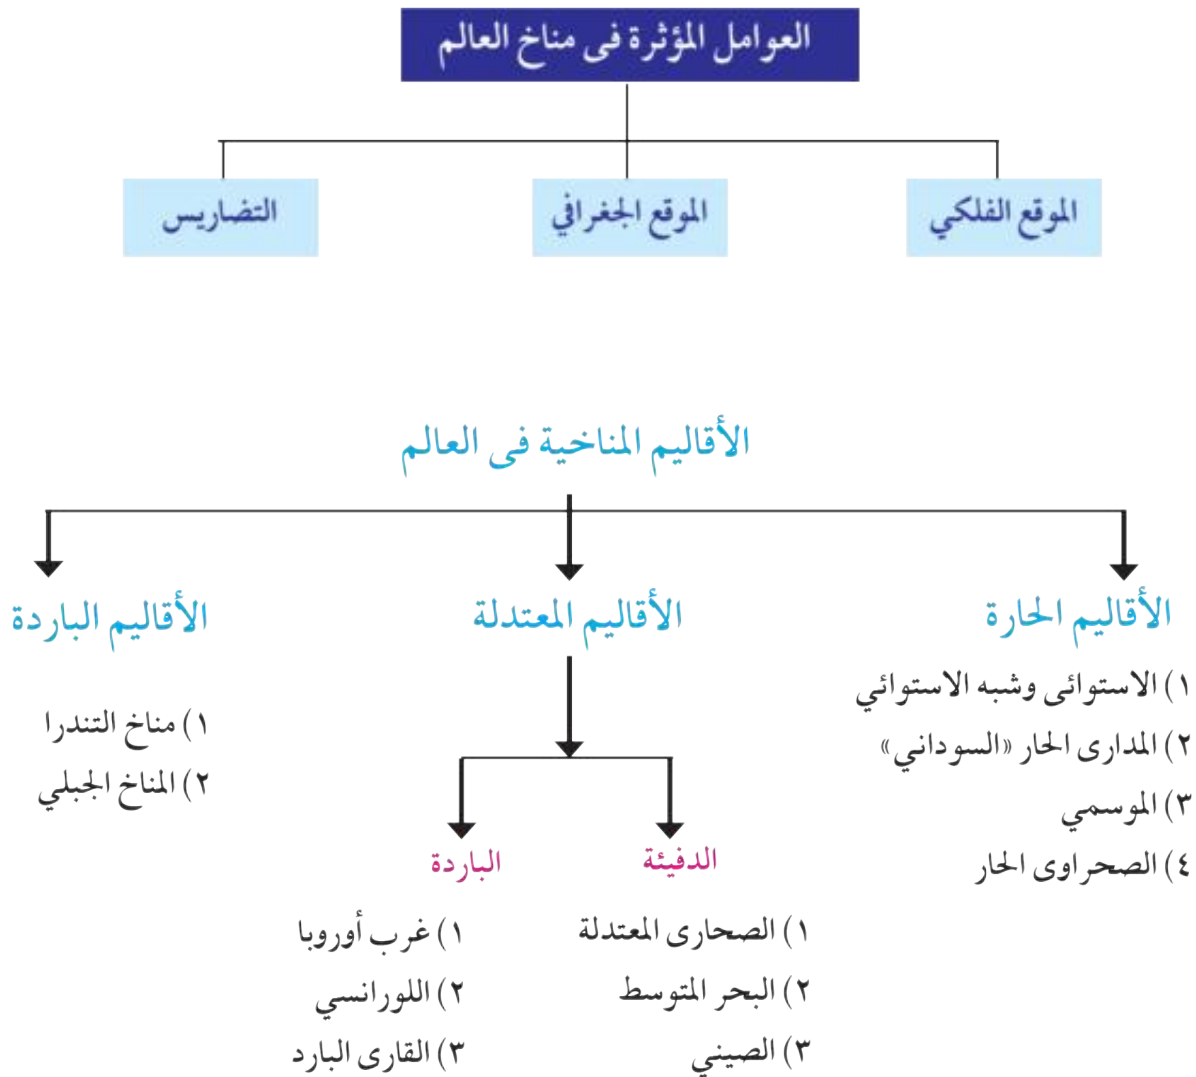 العوامل المؤثرة فى مناخ العالم
الموقع الفلكي
الموقع الجغرافي
التضاريس
الأقاليم المناخية فى العالم
الأقاليم الحارة
١) الاستوائى وشبه الاستوائي
٢) المدارى الحار «السوداني»
٣) الموسمي
٤) الصحراوى الحار
الأقاليم المعتدلة
الدفيئة
١) الصحارى المعتدلة
٢) البحر المتوسط
٣) الصيني
الباردة
١) غرب أوروبا
٢) اللورانسي
٣) القارى البارد
الأقاليم الباردة
١) مناخ التندرا
٢) المناخ الجبلي